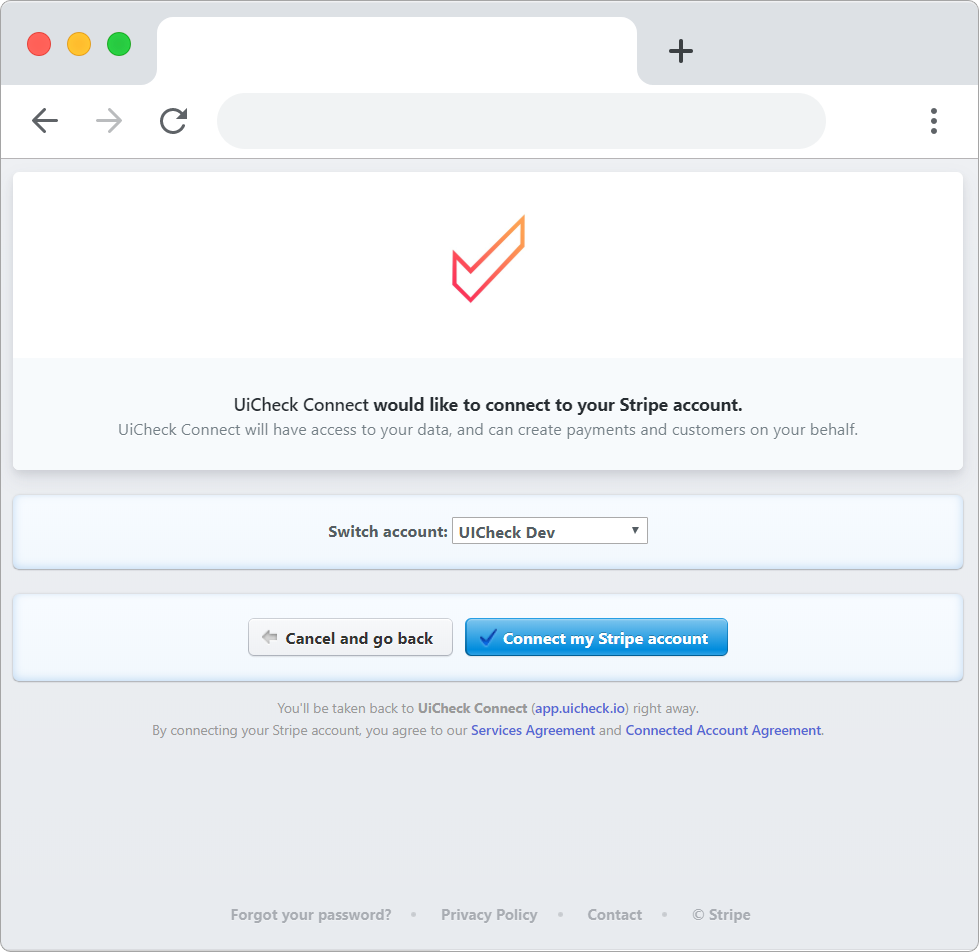 UiCheck Connect would like to connect to your Stripe account.
UiCheck Connect will have access to your data, and can create payments and customers on your behalf.
Switch account: UICheck Dev
Cancel and go back Connect my Stripe account
You'll be taken back to UiCheck Connect (app.uicheck.io) right away.
By connecting your Stripe account, you agree to our Services Agreement and Connected Account Agreement.
Forgot your password? • Privacy Policy • Contact • © Stripe